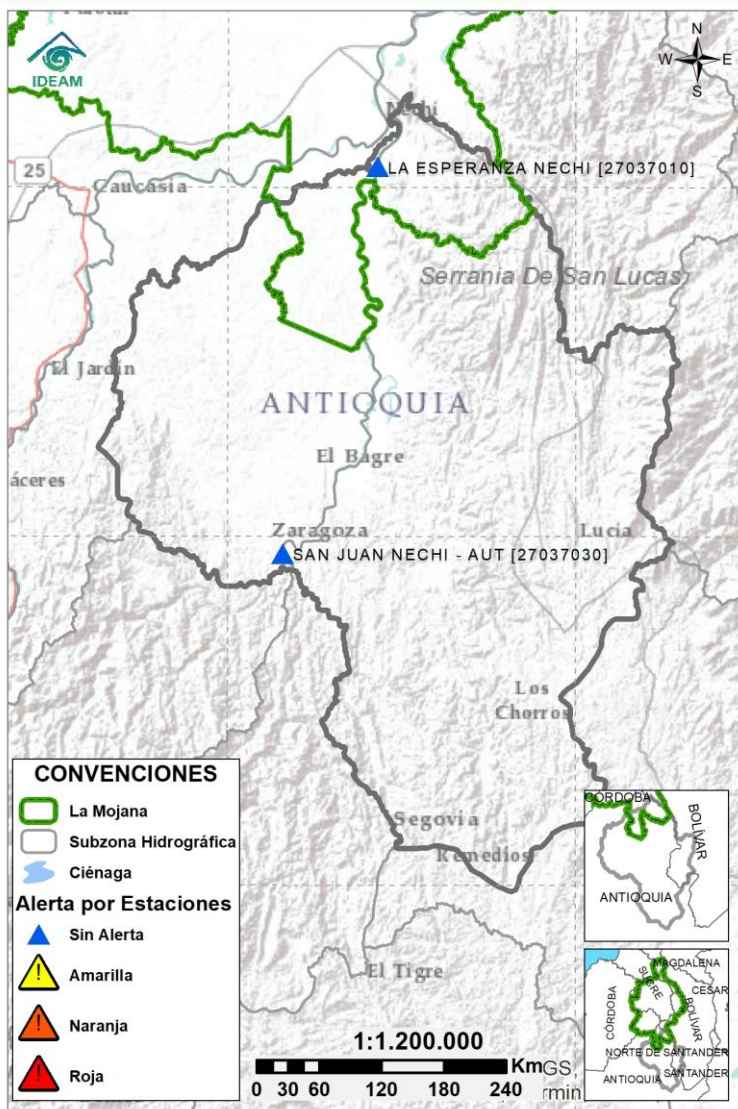 IDEAM
N
W E
S
Nechí
25
Caucasia
LA ESPERANZA NECHI [27037010]
Serrania De San Lucas
El Jardín
ANTIOQUIA
El Bagre
áceres
Zaragoza
Lucia
SAN JUAN NECHI - AUT [27037030]
Los
Chorros
Segovia
Remedios
El Tigre
CONVENCIONES
La Mojana
Subzona Hidrográfica
Ciénaga
Alerta por Estaciones
Sin Alerta
Amarilla
Naranja
Roja
1:1.200.000
Km
0 30 60 120 180 240
GS,
rmin
CÓRDOBA
BOLÍVAR
ANTIOQUIA
MAGDALENA
SUCRE
CESAR
CÓRDOBA
BOLÍVAR
NORTE DE SANTANDER
SANTANDER
ANTIOQUIA